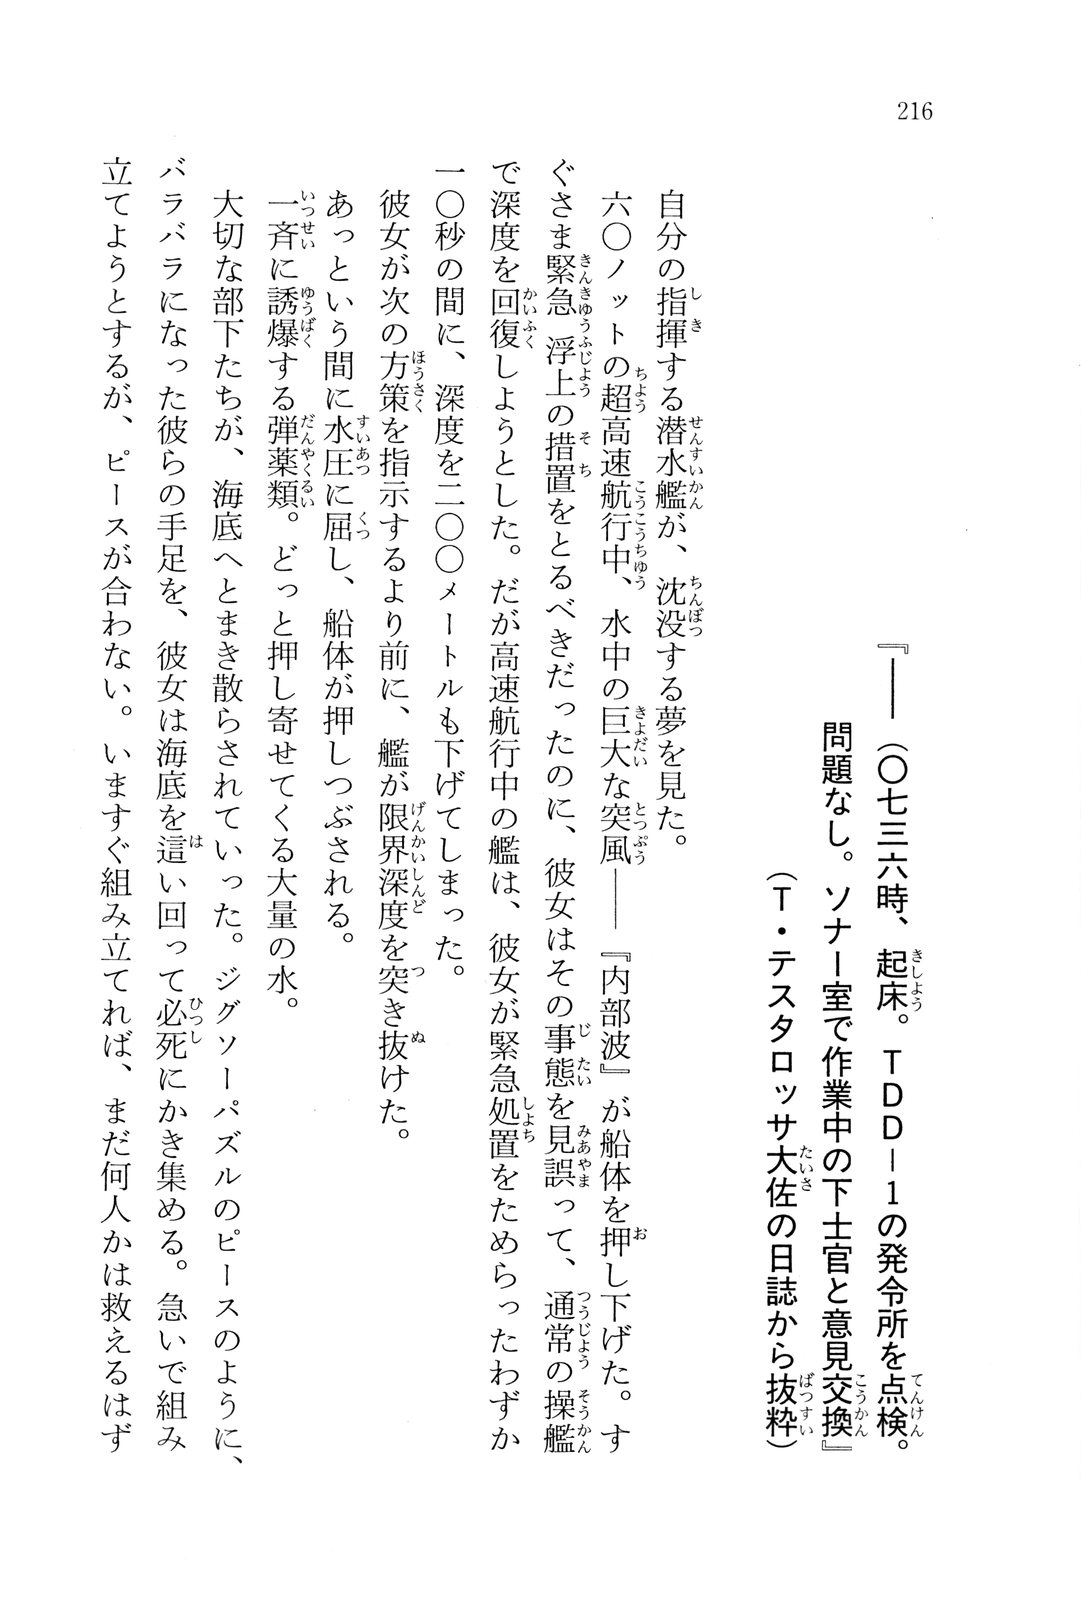 216
『――(〇七三六時、起床。TDD-1の発令所を点検。
問題なし。ソナー室で作業中の下士官と意見交換』
(T・テスタロッサ大佐の日誌から抜粋)
自分の指揮する潜水艦が、沈没する夢を見た。
六〇ノットの超高速航行中、水中の巨大な突風――『内部波』が船体を押し下げた。す
ぐさま緊急浮上の措置をとるべきだったのに、彼女はその事態を見誤って、通常の操艦
で深度を回復しようとした。だが高速航行中の艦は、彼女が緊急処置をためらったわずか
一〇秒の間に、深度を二〇〇メートルも下げてしまった。
彼女が次の方策を指示するより前に、艦が限界深度を突き抜けた。
あっという間に水圧に屈し、船体が押しつぶされる。
一斉に誘爆する弾薬類。どっと押し寄せてくる大量の水。
大切な部下たちが、海底へとまき散らされていった。ジグソーパズルのピースのように、
バラバラになった彼らの手足を、彼女は海底を這い回って必死にかき集める。急いで組み
立てようとするが、ピースが合わない。いますぐ組み立てれば、まだ何人かは救えるはず